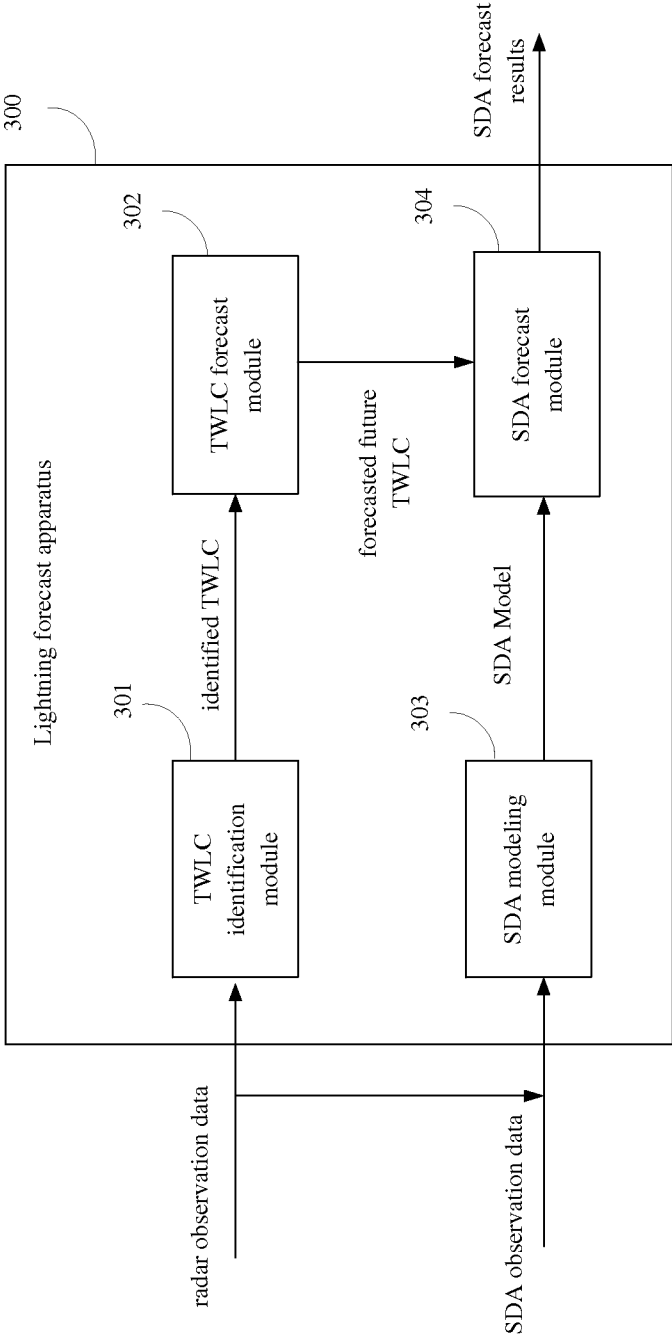 300
Lightning forecast apparatus
radar observation data
301
TWLC
identification
module
identified TWLC
302
TWLC forecast
module
forecasted future
TWLC
SDA observation data
303
SDA modeling
module
SDA Model
304
SDA forecast
module
SDA forecast
results